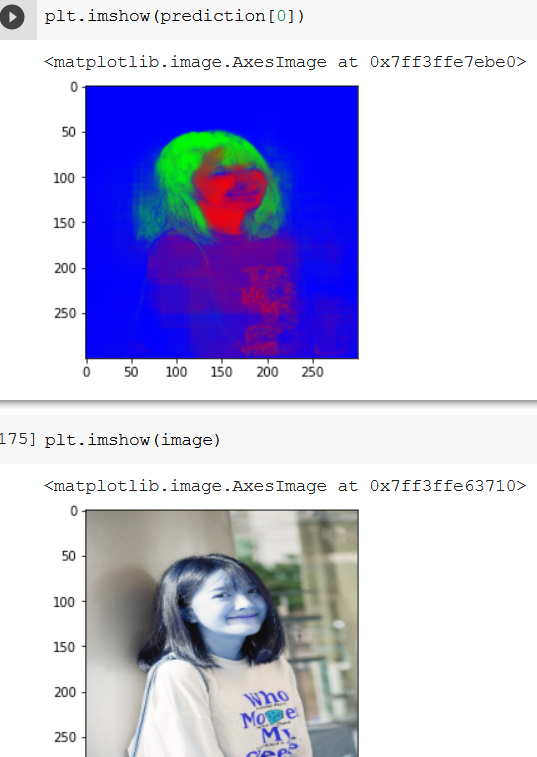 plt.imshow(prediction[0])
<matplotlib.image.AxesImage at 0x7ff3ffe7ebe0>
0
50
100
150
200
250
0 50 100 150 200 250
175] plt.imshow(image)
<matplotlib.image.AxesImage at 0x7ff3ffe63710>
0
50
100
150
200
250
Who
My